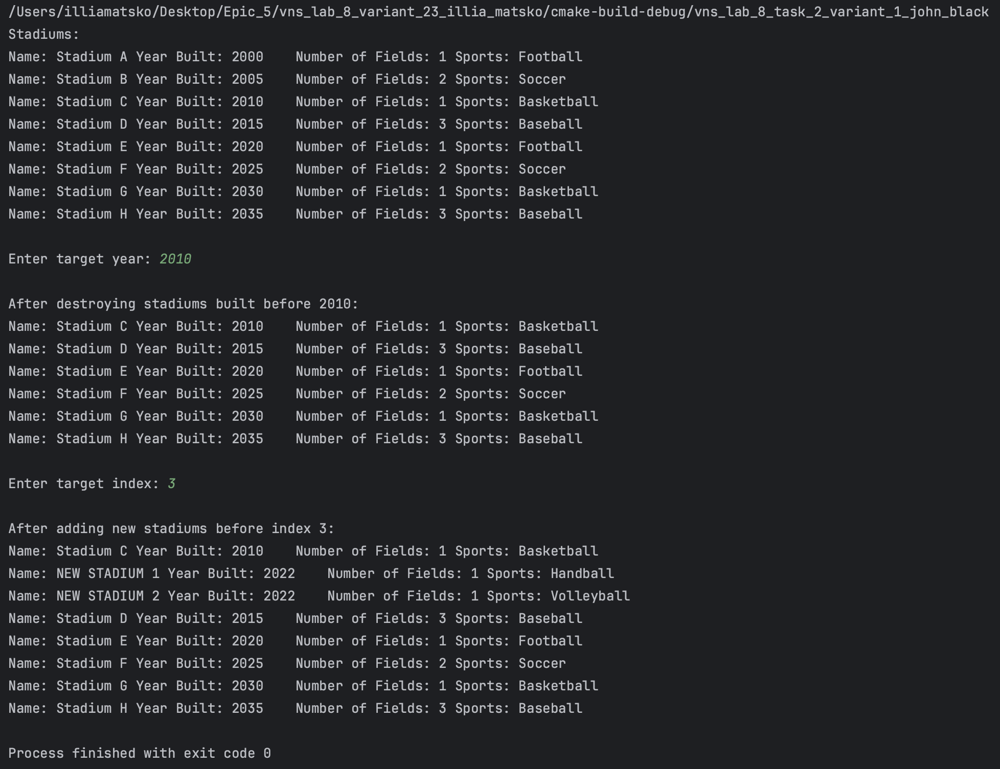 /Users/illiamatsko/Desktop/Epic_5/vns_lab_8_variant_23_illia_matsko/cmake-build-debug/vns_lab_8_task_2_variant_1_john_black
Stadiums:
Name: Stadium A Year Built: 2000    Number of Fields: 1 Sports: Football
Name: Stadium B Year Built: 2005    Number of Fields: 2 Sports: Soccer
Name: Stadium C Year Built: 2010    Number of Fields: 1 Sports: Basketball
Name: Stadium D Year Built: 2015    Number of Fields: 3 Sports: Baseball
Name: Stadium E Year Built: 2020    Number of Fields: 1 Sports: Football
Name: Stadium F Year Built: 2025    Number of Fields: 2 Sports: Soccer
Name: Stadium G Year Built: 2030    Number of Fields: 1 Sports: Basketball
Name: Stadium H Year Built: 2035    Number of Fields: 3 Sports: Baseball

Enter target year: 2010

After destroying stadiums built before 2010:
Name: Stadium C Year Built: 2010    Number of Fields: 1 Sports: Basketball
Name: Stadium D Year Built: 2015    Number of Fields: 3 Sports: Baseball
Name: Stadium E Year Built: 2020    Number of Fields: 1 Sports: Football
Name: Stadium F Year Built: 2025    Number of Fields: 2 Sports: Soccer
Name: Stadium G Year Built: 2030    Number of Fields: 1 Sports: Basketball
Name: Stadium H Year Built: 2035    Number of Fields: 3 Sports: Baseball

Enter target index: 3

After adding new stadiums before index 3:
Name: Stadium C Year Built: 2010    Number of Fields: 1 Sports: Basketball
Name: NEW STADIUM 1 Year Built: 2022    Number of Fields: 1 Sports: Handball
Name: NEW STADIUM 2 Year Built: 2022    Number of Fields: 1 Sports: Volleyball
Name: Stadium D Year Built: 2015    Number of Fields: 3 Sports: Baseball
Name: Stadium E Year Built: 2020    Number of Fields: 1 Sports: Football
Name: Stadium F Year Built: 2025    Number of Fields: 2 Sports: Soccer
Name: Stadium G Year Built: 2030    Number of Fields: 1 Sports: Basketball
Name: Stadium H Year Built: 2035    Number of Fields: 3 Sports: Baseball

Process finished with exit code 0